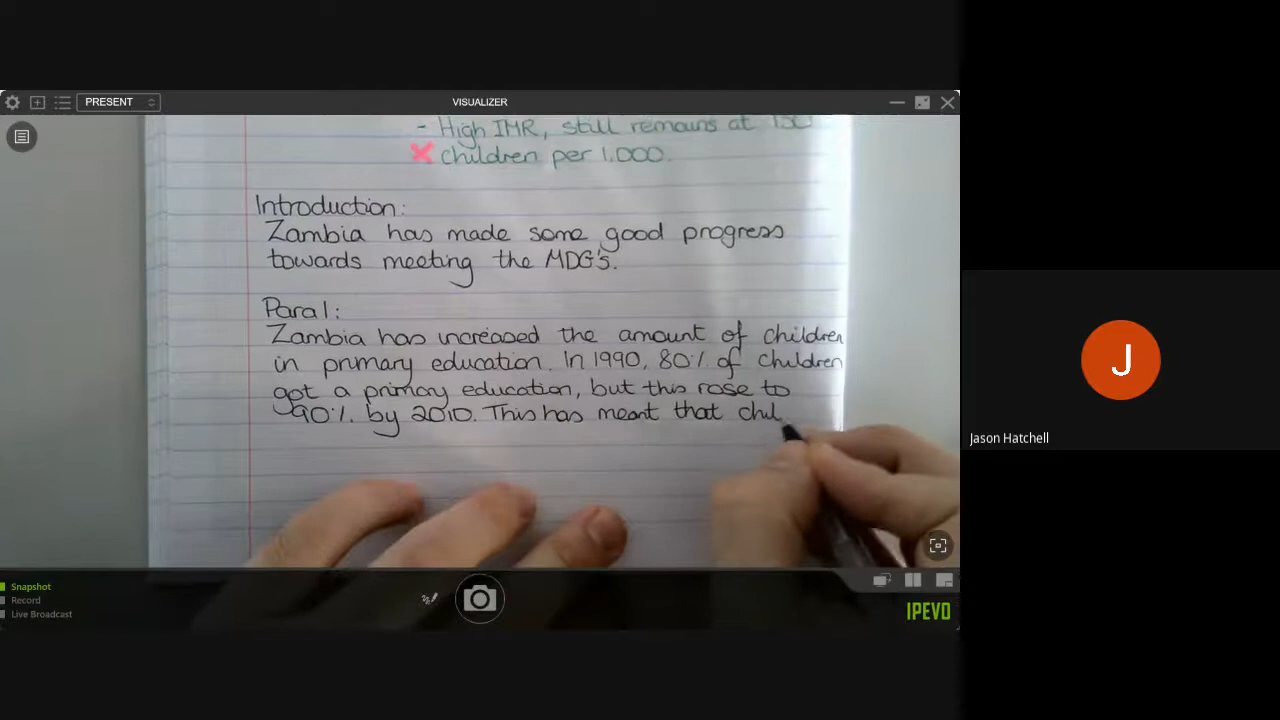 PRESENT
VISUALIZER
- High IMR, still remains at 130
children per 1,000.
Introduction:
Zambia has made some good progress
towards meeting the MDG's.
Para 1:
Zambia has increased the amount of children
in primary education. In 1990, 80% of children
got a primary education, but this rose to
90% by 2010. This has meant that chil
Jason Hatchell
J
Snapshot
Record
Live Broadcast
IPEVO